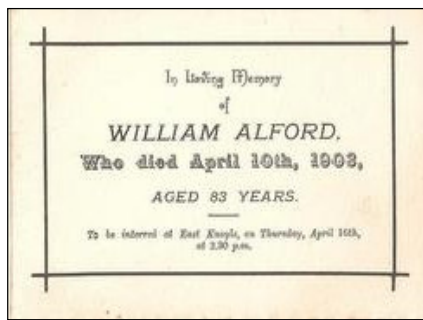 In Loving Memory
of
WILLIAM ALFORD,
Who died April 10th, 1903,
AGED 83 YEARS.
To be interred at East Knoyle, on Thursday, April 16th,
at 2.30 p.m.